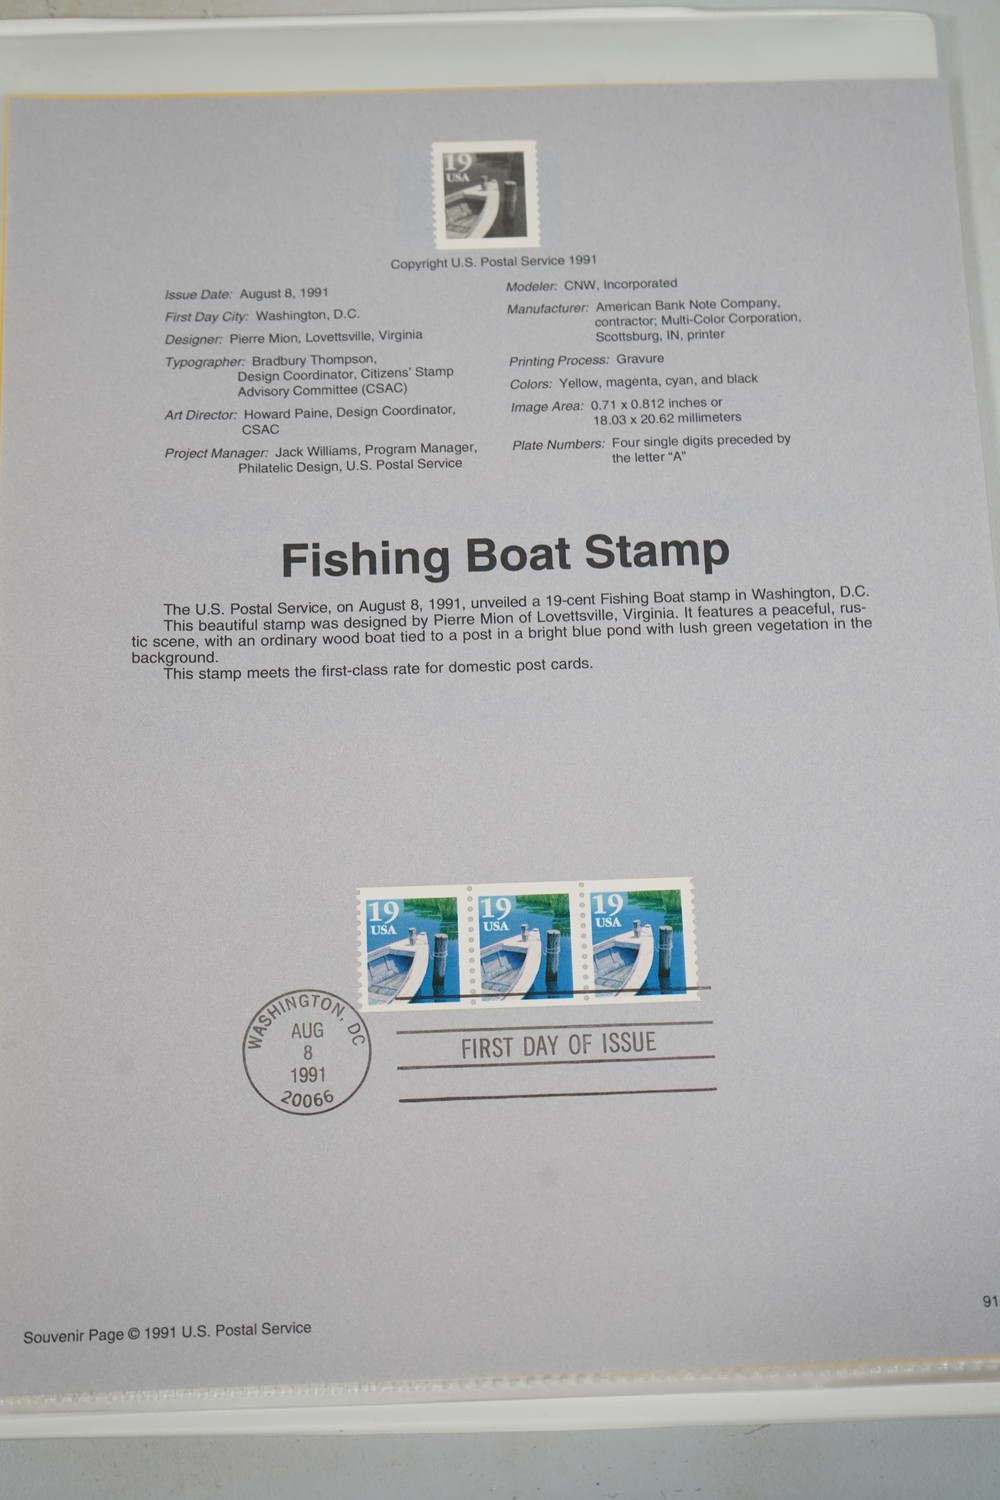 19
USA
Copyright U.S. Postal Service 1991
Issue Date: August 8, 1991
First Day City: Washington, D.C.
Designer: Pierre Mion, Lovettsville, Virginia
Typographer: Bradbury Thompson,
Design Coordinator, Citizens' Stamp
Advisory Committee (CSAC)
Art Director: Howard Paine, Design Coordinator,
CSAC
Project Manager: Jack Williams, Program Manager,
Philatelic Design, U.S. Postal Service
Modeler: CNW, Incorporated
Manufacturer: American Bank Note Company,
contractor; Multi-Color Corporation,
Scottsburg, IN, printer
Printing Process: Gravure
Colors: Yellow, magenta, cyan, and black
Image Area: 0.71 x 0.812 inches or
18.03 x 20.62 millimeters
Plate Numbers: Four single digits preceded by
the letter "A"
Fishing Boat Stamp
The U.S. Postal Service, on August 8, 1991, unveiled a 19-cent Fishing Boat stamp in Washington, D.C.
This beautiful stamp was designed by Pierre Mion of Lovettsville, Virginia. It features a peaceful, rus-
tic scene, with an ordinary wood boat tied to a post in a bright blue pond with lush green vegetation in the
background.
This stamp meets the first-class rate for domestic post cards.
19
USA
19
USA
19
USA
WASHINGTON, DC
AUG
8
1991
20066
FIRST DAY OF ISSUE
Souvenir Page © 1991 U.S. Postal Service
91